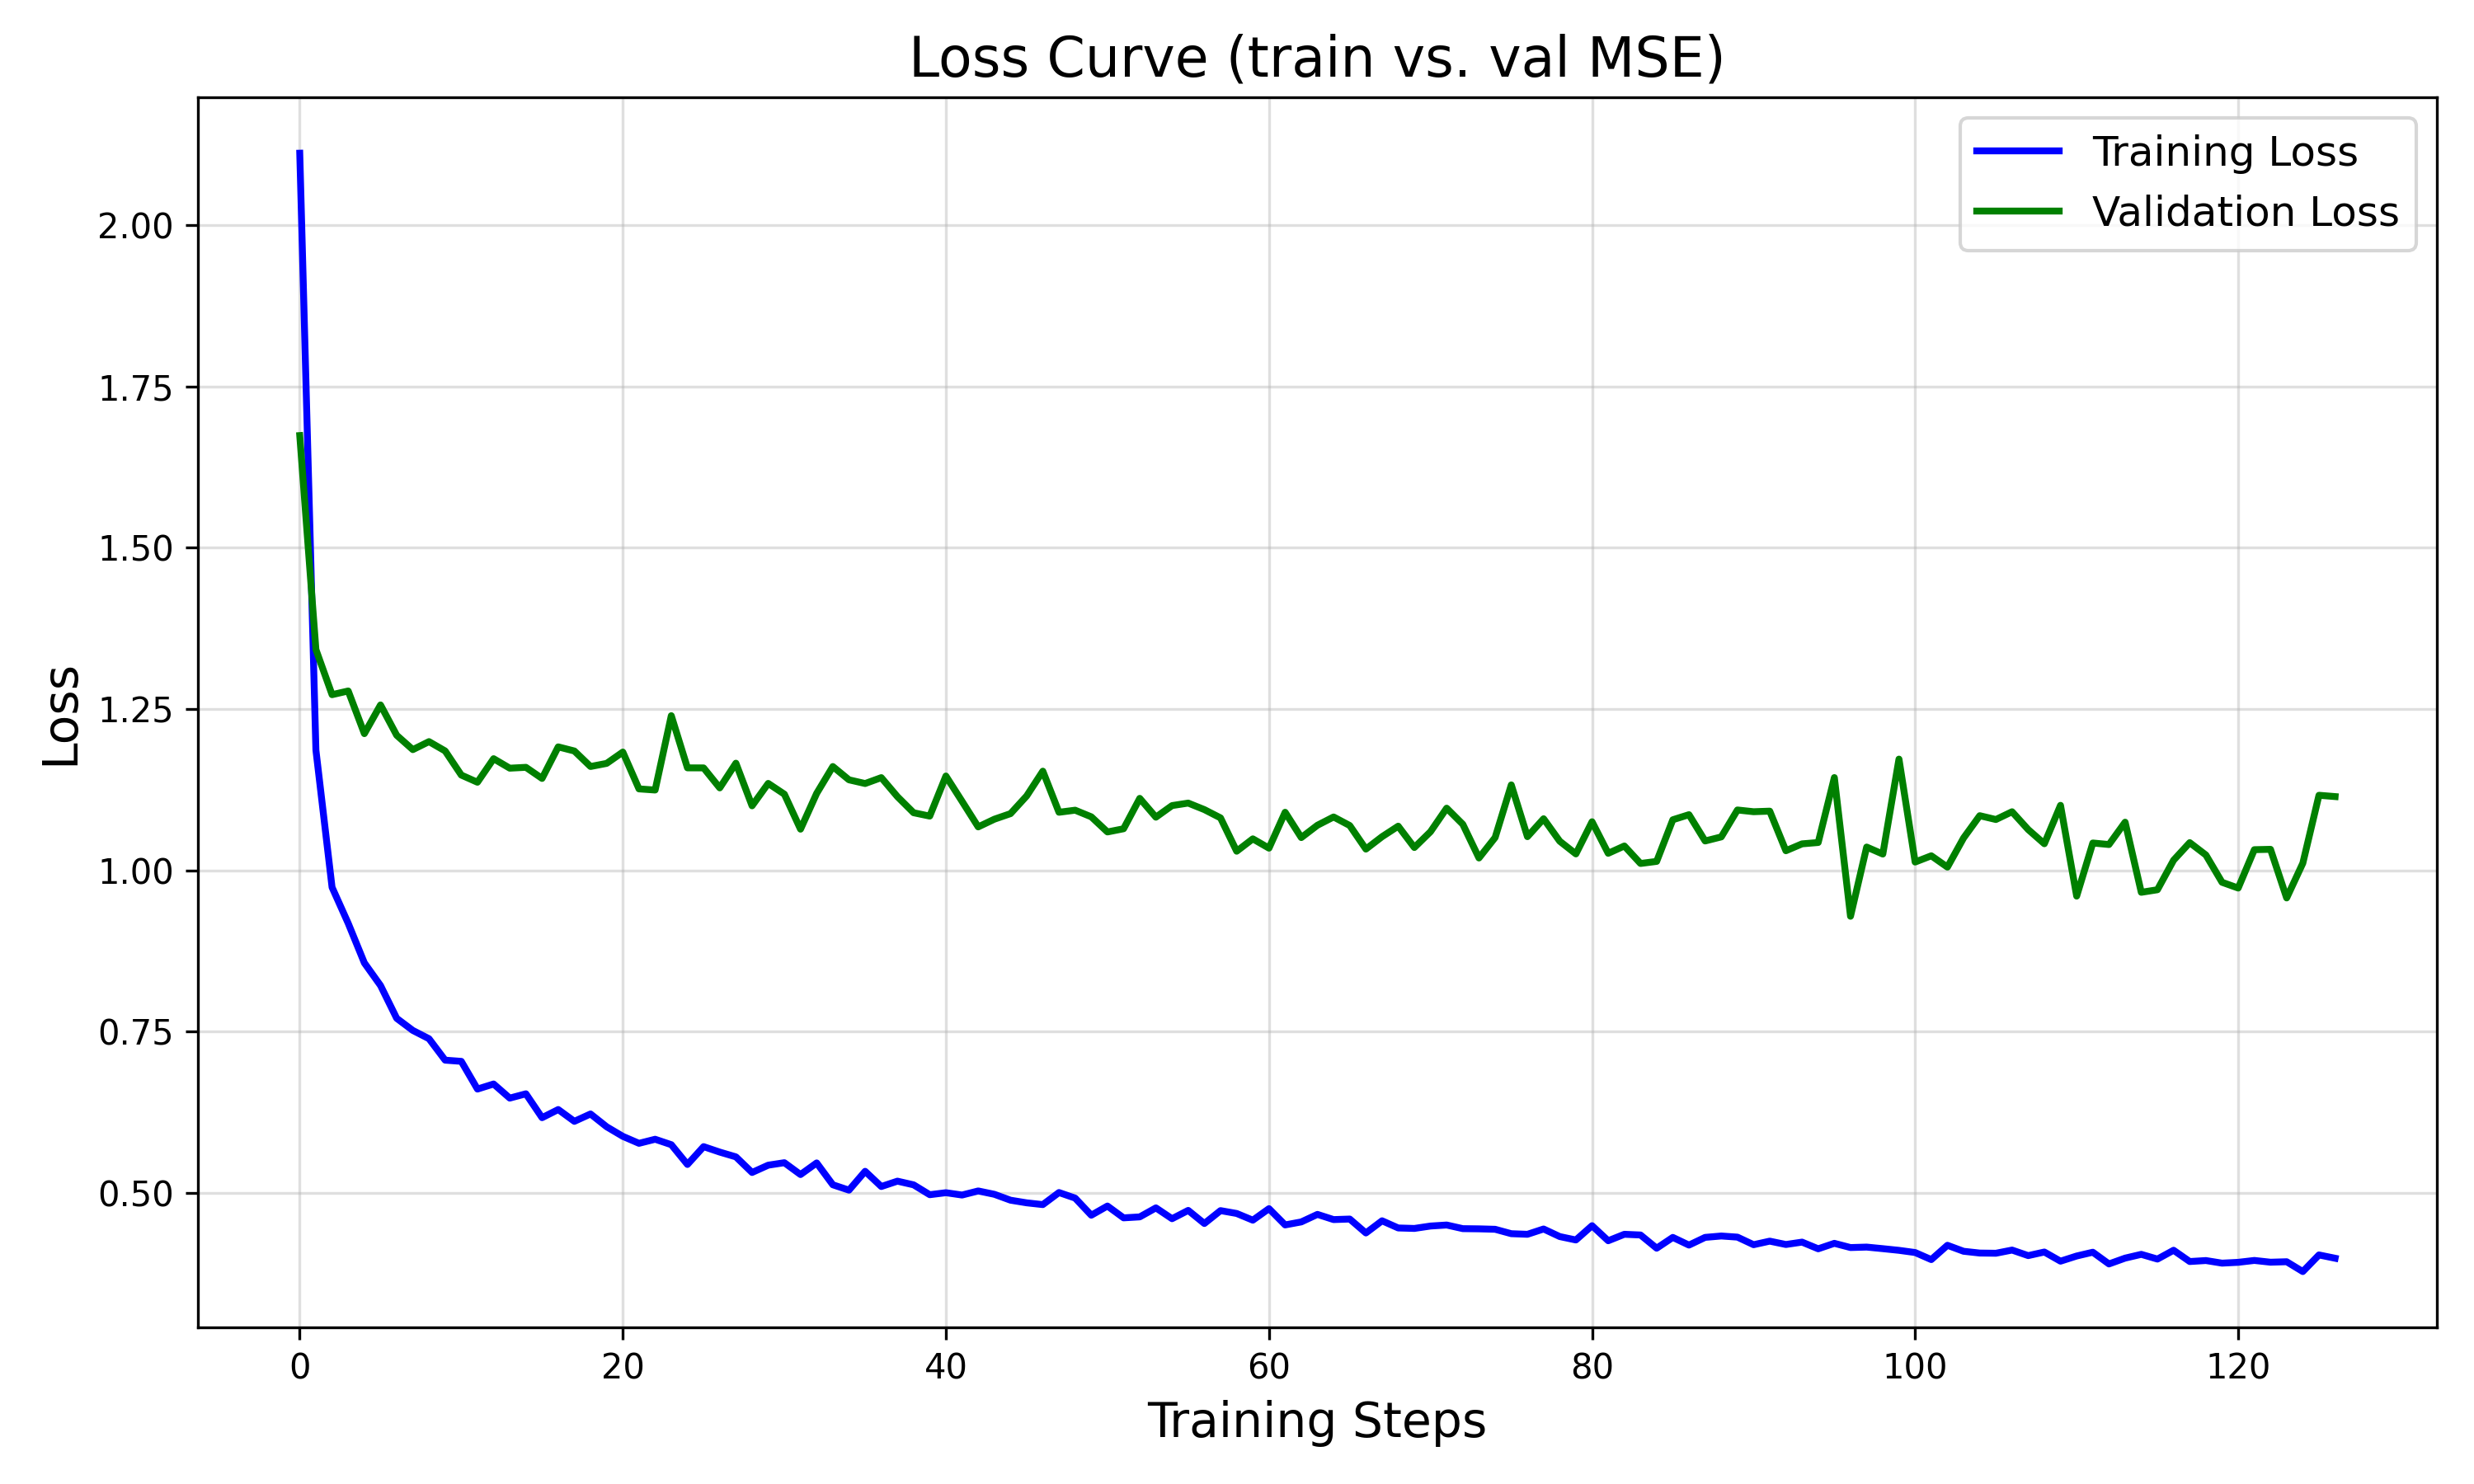 Loss Curve (train vs. val MSE)
Training Loss
Validation Loss
2.00
1.75
1.50
1.25
1.00
0.75
0.50
Loss
0 20 40 60 80 100 120
Training Steps